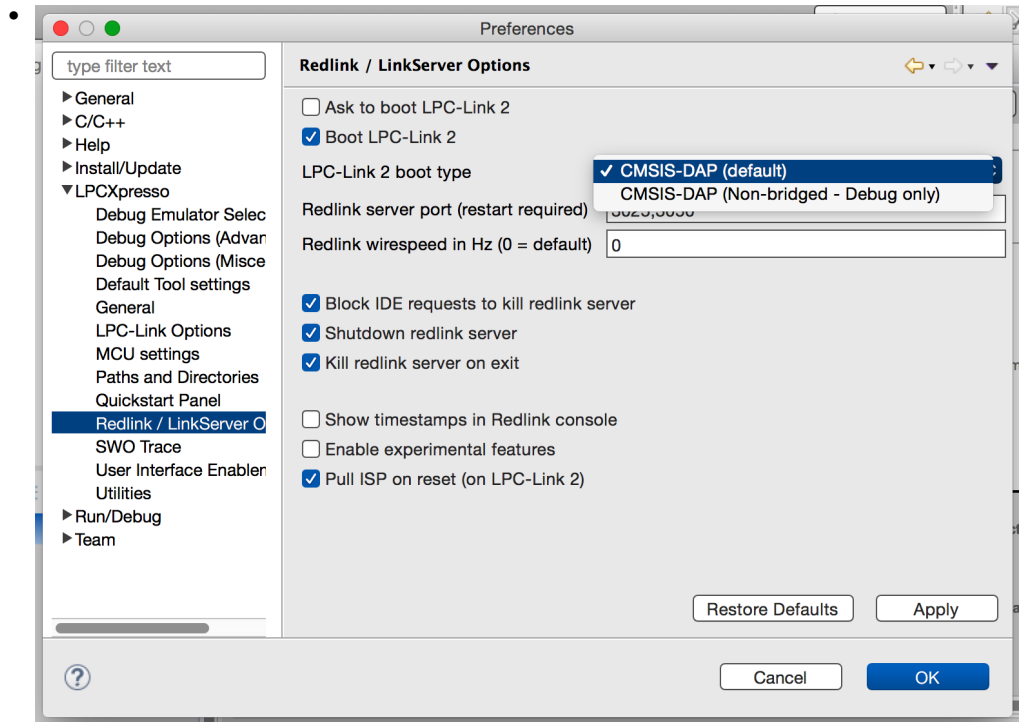 Preferences
type filter text
General
C/C++
Help
Install/Update
LPCXpresso
Debug Emulator Selec
Debug Options (Advan
Debug Options (Misce
Default Tool settings
General
LPC-Link Options
MCU settings
Paths and Directories
Quickstart Panel
Redlink / LinkServer O
SWO Trace
User Interface Enablen
Utilities
Run/Debug
Team
Redlink / LinkServer Options
Ask to boot LPC-Link 2
Boot LPC-Link 2
LPC-Link 2 boot type
CMSIS-DAP (default)
CMSIS-DAP (Non-bridged - Debug only)
Redlink server port (restart required)
Redlink wirespeed in Hz (0 = default) 0
Block IDE requests to kill redlink server
Shutdown redlink server
Kill redlink server on exit
Show timestamps in Redlink console
Enable experimental features
Pull ISP on reset (on LPC-Link 2)
Restore Defaults Apply
? Cancel OK